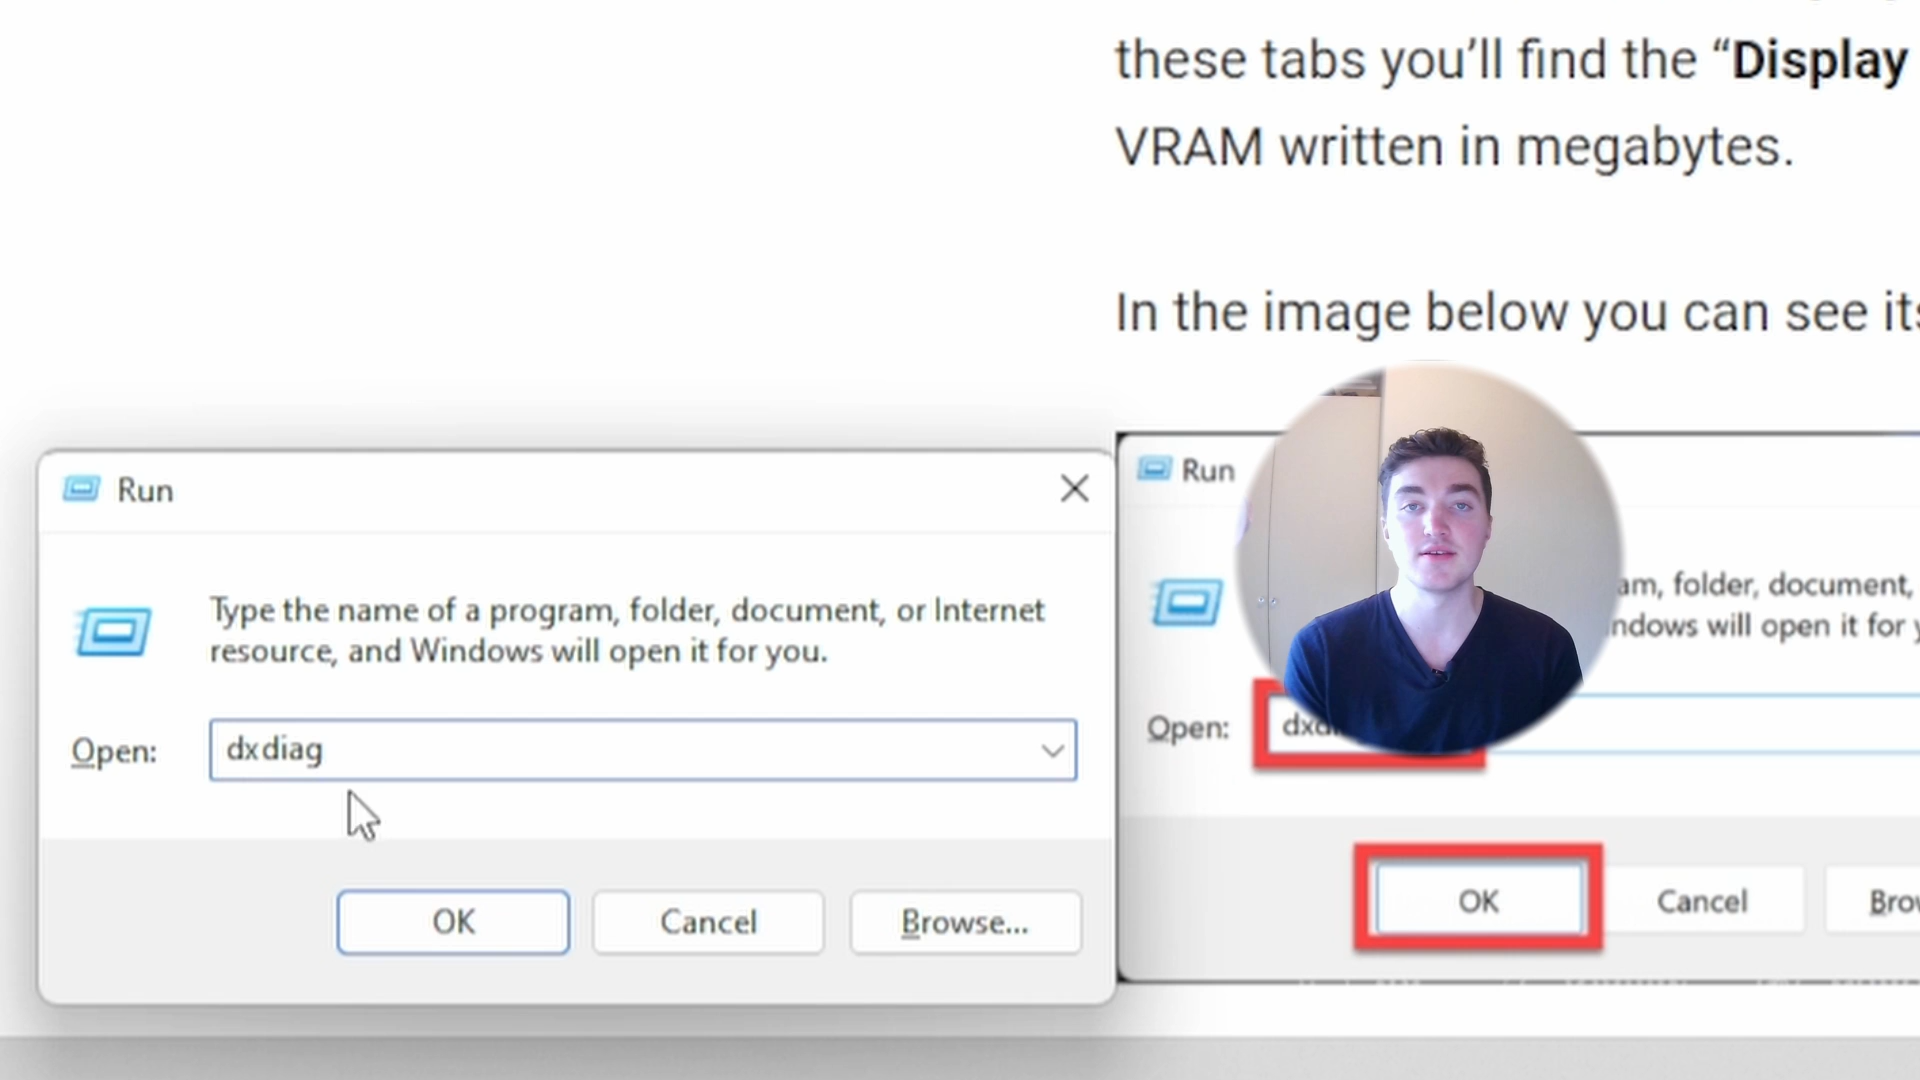 these tabs you’ll find the “Display
VRAM written in megabytes.
In the image below you can see its
Run
Type the name of a program, folder, document, or Internet
resource, and Windows will open it for you.
Open:
dxdiag
OK
Cancel
Browse...
Run
folder, document,
will open it for
Open:
OK
Cancel